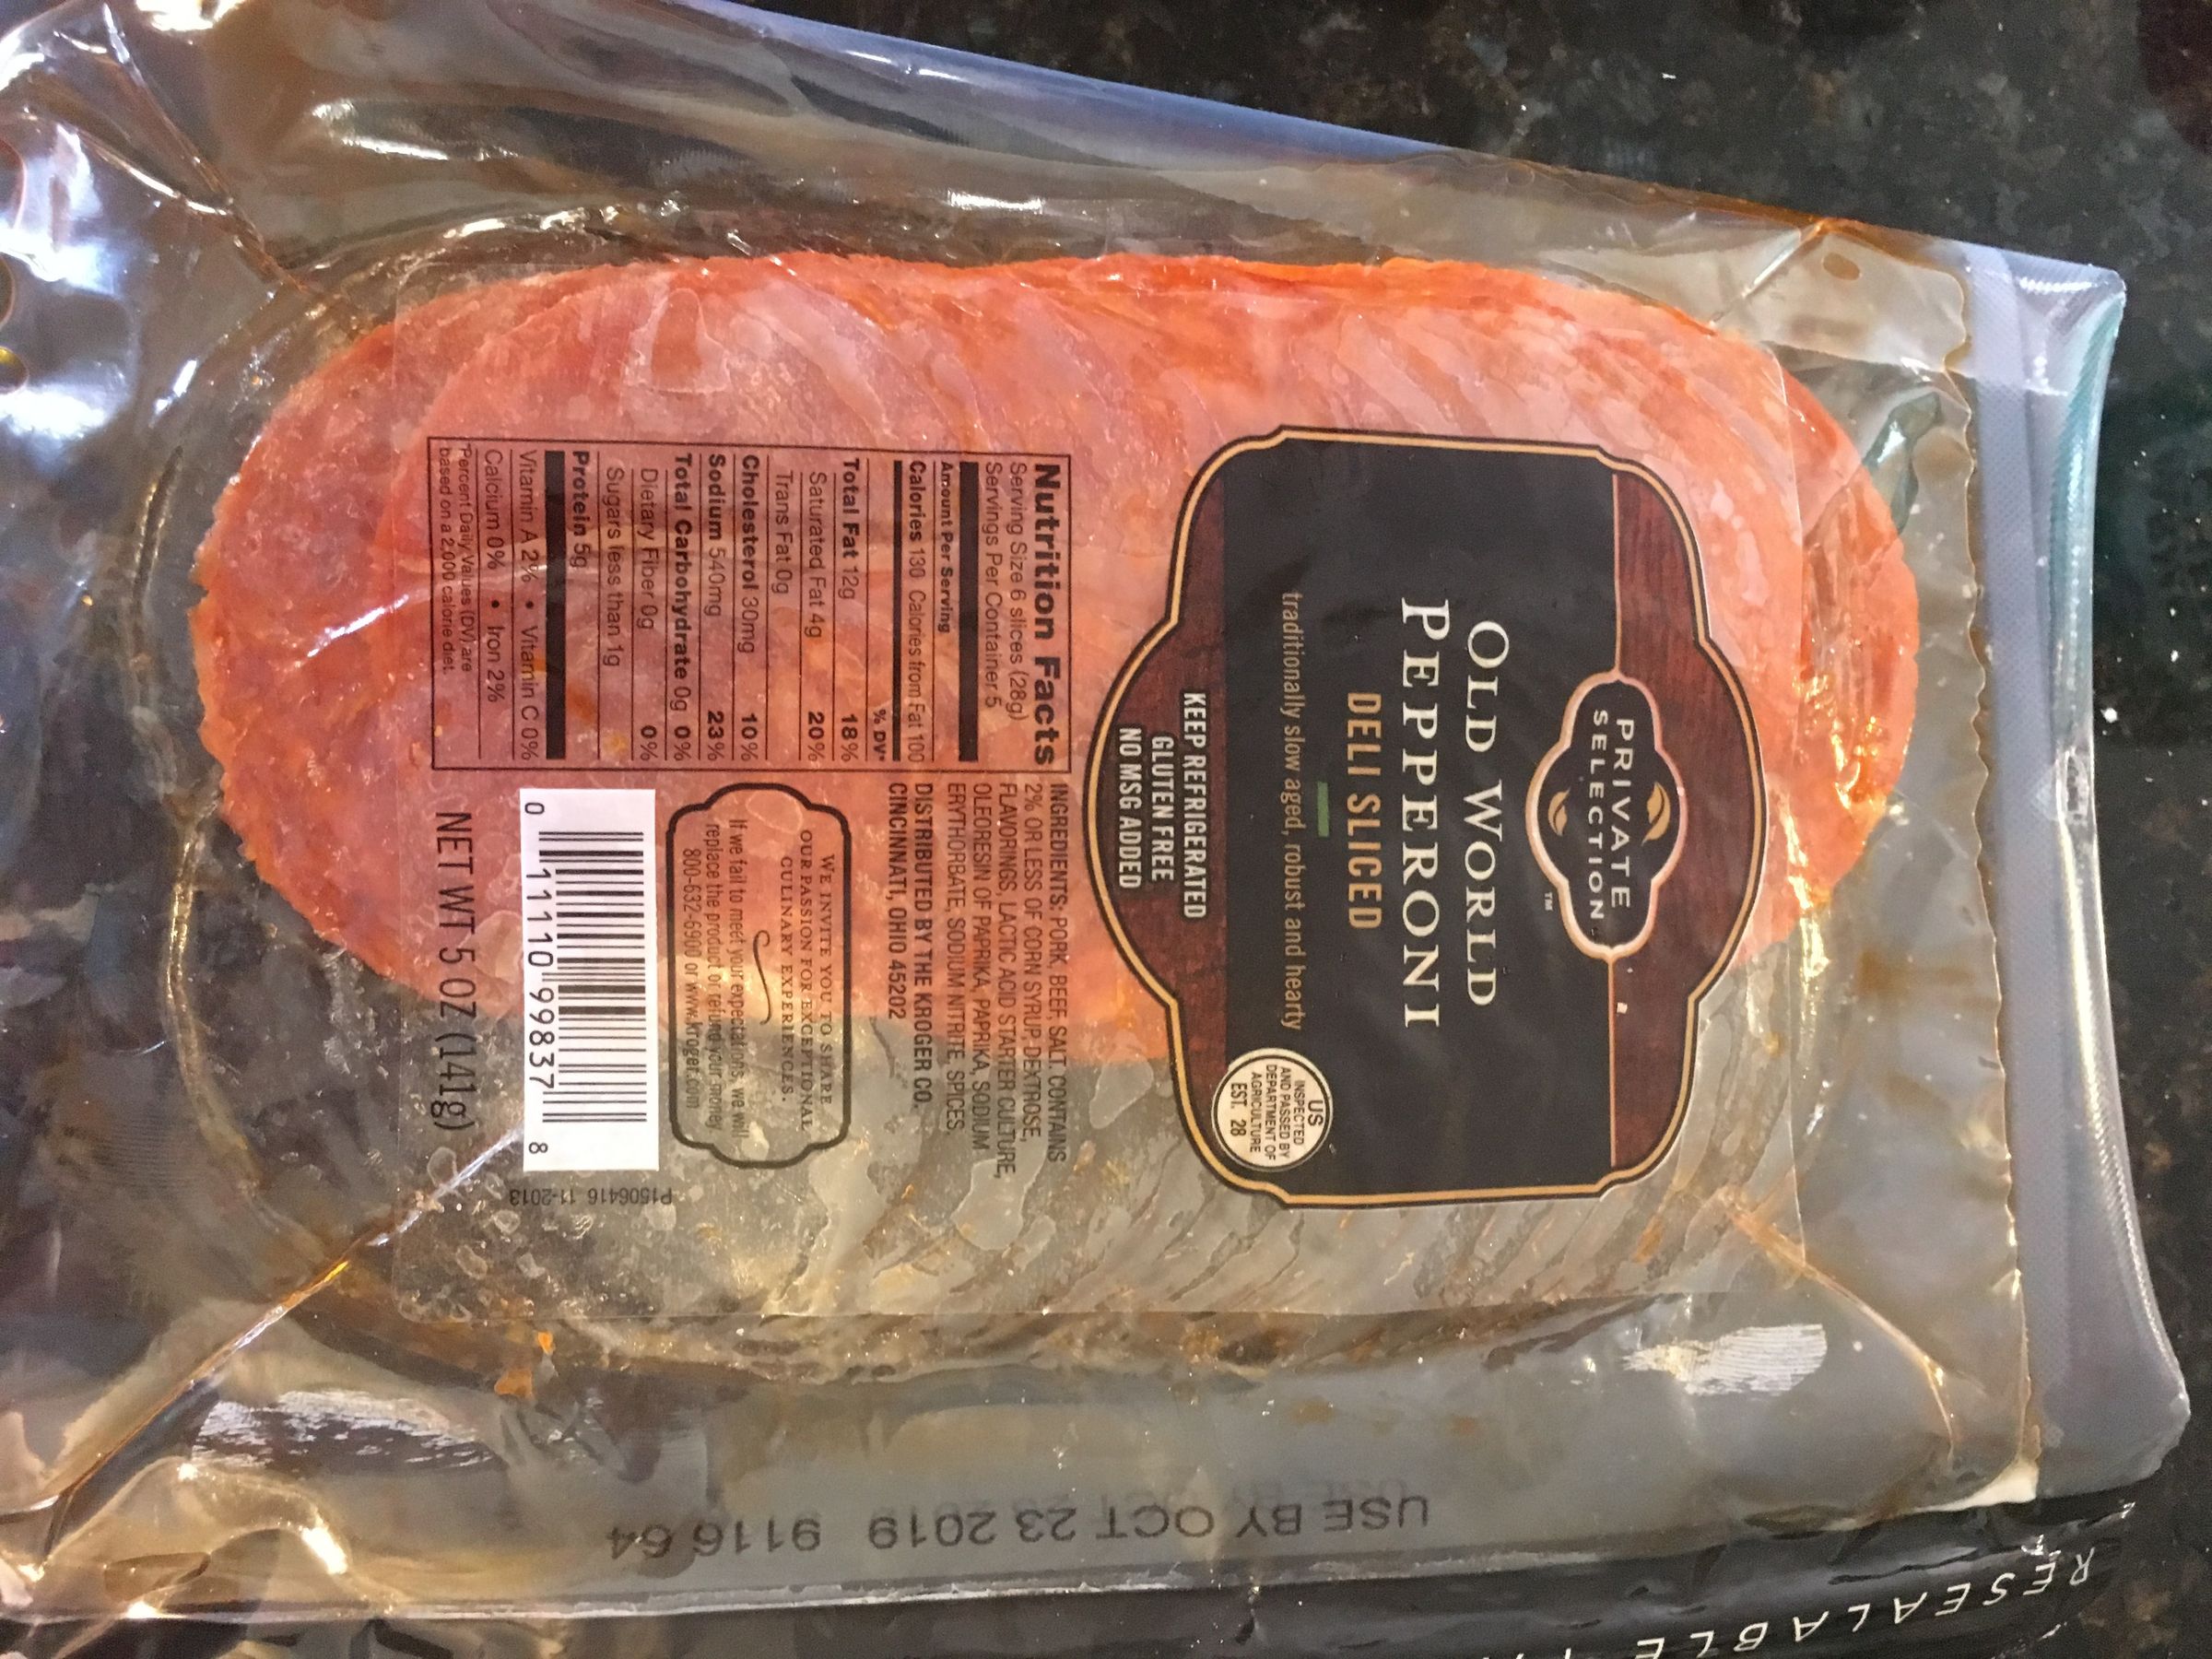 PRIVATE
SELECTION™
OLD WORLD
PEPPERONI
DELI SLICED
traditionally slow aged, robust and hearty
KEEP REFRIGERATED
GLUTEN FREE
NO MSG ADDED
US
INSPECTED
AND PASSED BY
DEPARTMENT OF
AGRICULTURE
EST. 28
Nutrition Facts
Serving Size 6 slices (28g)
Servings Per Container 5
Amount Per Serving
Calories 130 Calories from Fat 100
% DV*
Total Fat 12g 18%
Saturated Fat 4g 20%
Trans Fat 0g
Cholesterol 30mg 10%
Sodium 540mg 23%
Total Carbohydrate 0g 0%
Dietary Fiber 0g 0%
Sugars less than 1g
Protein 5g
Vitamin A 2% • Vitamin C 0%
Calcium 0% • Iron 2%
*Percent Daily Values (DV) are
based on a 2,000 calorie diet.
INGREDIENTS: PORK, BEEF, SALT, CONTAINS
2% OR LESS OF CORN SYRUP, DEXTROSE,
FLAVORINGS, LACTIC ACID STARTER CULTURE,
OLEORESIN OF PAPRIKA, PAPRIKA, SODIUM
ERYTHORBATE, SODIUM NITRITE, SPICES.
DISTRIBUTED BY THE KROGER CO.
CINCINNATI, OHIO 45202
WE INVITE YOU TO SHARE
OUR PASSION FOR EXCEPTIONAL
CULINARY EXPERIENCES.
If we fail to meet your expectations, we will
replace the product or refund your money.
800-632-6900 or www.kroger.com
0 11110 99837 8
P1506416 11-2013
NET WT 5 OZ (141g)
USE BY OCT 23 2019 9116 64
RESEALABLE